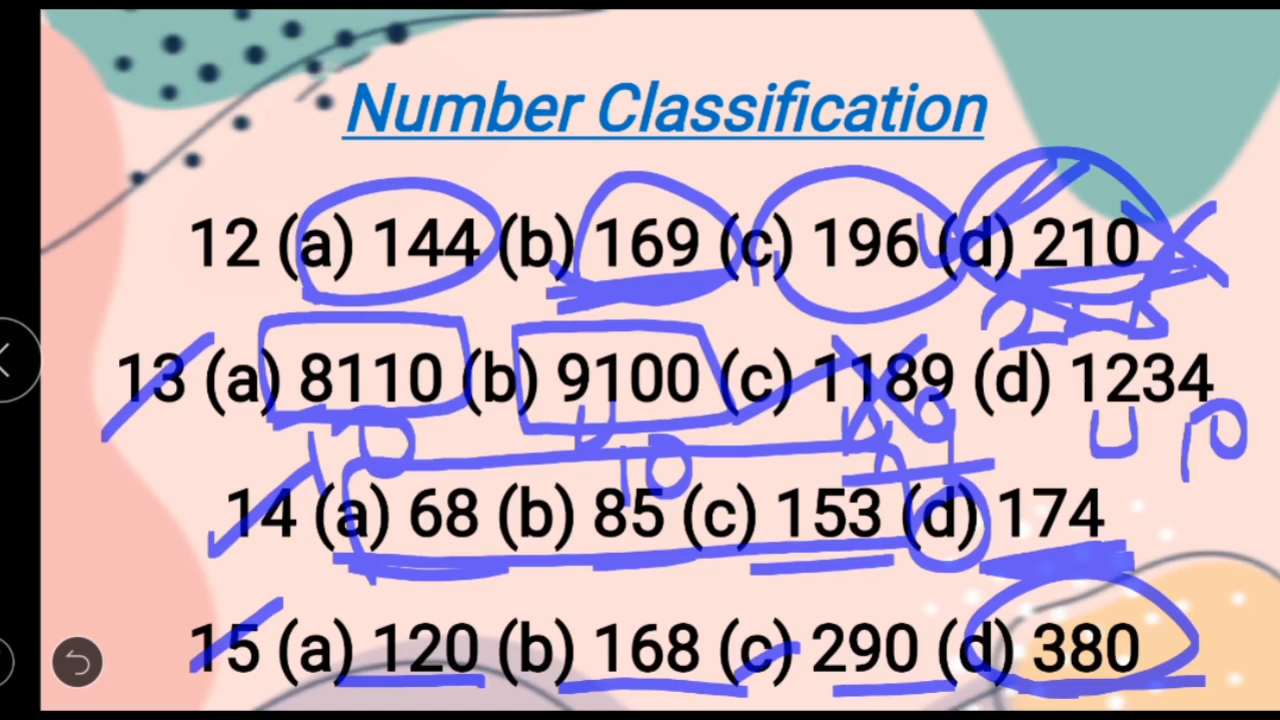 Number Classification
12 (a) 144 (b) 169 (c) 196 (d) 210
13 (a) 8110 (b) 9100 (c) 1189 (d) 1234
10
14 (a) 68 (b) 85 (c) 153 (d) 174
15 (a) 120 (b) 168 (c) 290 (d) 380